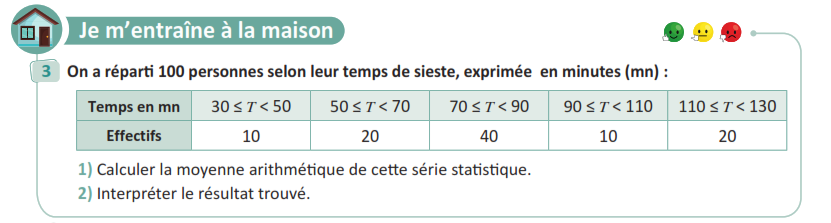 Je m'entraîne à la maison
3 On a réparti 100 personnes selon leur temps de sieste, exprimée en minutes (mn) :
Temps en mn 30 ≤ T < 50 50 ≤ T < 70 70 ≤ T < 90 90 ≤ T < 110 110 ≤ T < 130
Effectifs 10 20 40 10 20
1) Calculer la moyenne arithmétique de cette série statistique.
2) Interpréter le résultat trouvé.